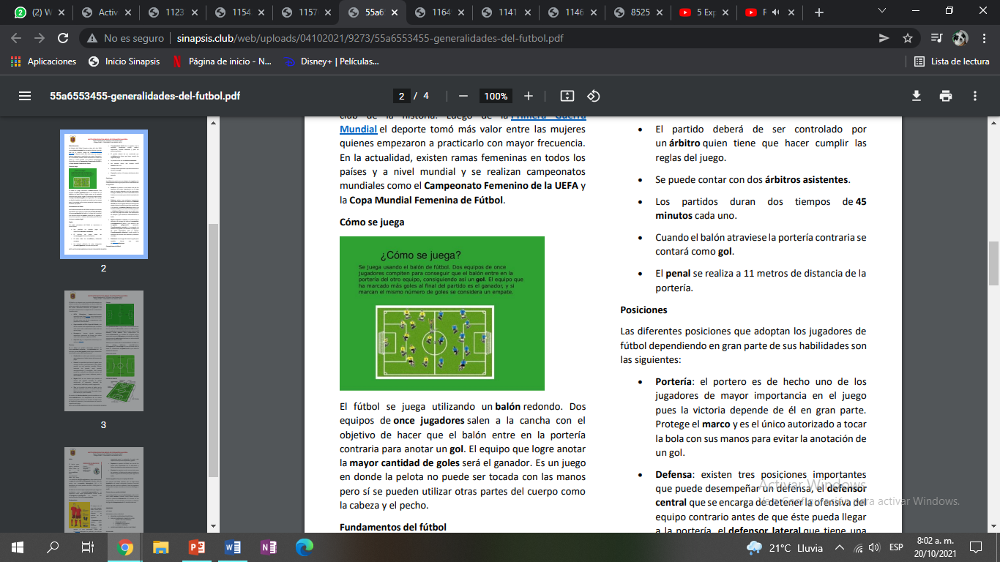 (2) W
Activ
1123
1154
1157
55a6
1164
1141
1146
8525
5 Exp
F
No es seguro
sinapsis.club/web/uploads/04102021/9273/55a6553455-generalidades-del-futbol.pdf
Aplicaciones
Inicio Sinapsis
Página de inicio - N...
Disney+ | Películas...
Lista de lectura
55a6553455-generalidades-del-futbol.pdf
2 / 4
100%
2
3
club de la historia. Luego de la Primera Guerra
Mundial el deporte tomó más valor entre las mujeres
quienes empezaron a practicarlo con mayor frecuencia.
En la actualidad, existen ramas femeninas en todos los
países y a nivel mundial y se realizan campeonatos
mundiales como el Campeonato Femenino de la UEFA y
la Copa Mundial Femenina de Fútbol.
Cómo se juega
¿Cómo se juega?
Se juega usando el balón de fútbol. Dos equipos de once
jugadores compiten para conseguir que el balón entre en la
portería del otro equipo, consiguiendo así un gol. El equipo que
ha marcado más goles al final del partido es el ganador, y si
marcan el mismo número de goles se considera un empate.
El fútbol se juega utilizando un balón redondo. Dos
equipos de once jugadores salen a la cancha con el
objetivo de hacer que el balón entre en la portería
contraria para anotar un gol. El equipo que logre anotar
la mayor cantidad de goles será el ganador. Es un juego
en donde la pelota no puede ser tocada con las manos
pero sí se pueden utilizar otras partes del cuerpo como
la cabeza y el pecho.
Fundamentos del fútbol
• El partido deberá de ser controlado por
un árbitro quien tiene que hacer cumplir las
reglas del juego.
• Se puede contar con dos árbitros asistentes.
• Los partidos duran dos tiempos de 45
minutos cada uno.
• Cuando el balón atraviese la portería contraria se
contará como gol.
• El penal se realiza a 11 metros de distancia de la
portería.
Posiciones
Las diferentes posiciones que adoptan los jugadores de
fútbol dependiendo en gran parte de sus habilidades son
las siguientes:
• Portería: el portero es de hecho uno de los
jugadores de mayor importancia en el juego
pues la victoria depende de él en gran parte.
Protege el marco y es el único autorizado a tocar
la bola con sus manos para evitar la anotación de
un gol.
• Defensa: existen tres posiciones importantes
que puede desempeñar un defensa, el defensor
central que se encarga de detener la ofensiva del
equipo contrario antes de que éste pueda llegar
a la portería, el defensor lateral que tiene una
Activar Windows
Ve a Configuración para activar Windows.
21°C Lluvia
ESP
8:02 a. m.
20/10/2021